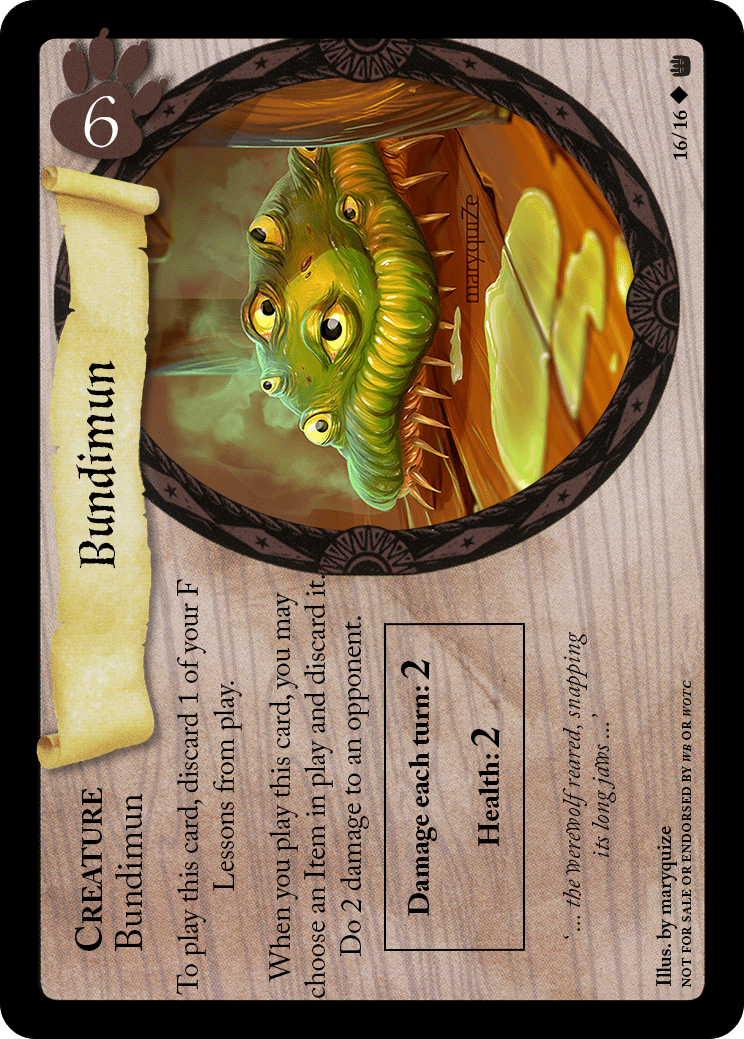 6
Bundimun
CREATURE
Bundimun
To play this card, discard 1 of your F
Lessons from play.
When you play this card, you may
choose an Item in play and discard it.
Do 2 damage to an opponent.
Damage each turn: 2
Health: 2
‘… the werewolf reared, snapping
its long jaws …’
maryquiZe
Illus. by maryquize
NOT FOR SALE OR ENDORSED BY WB OR WOTC
16/16